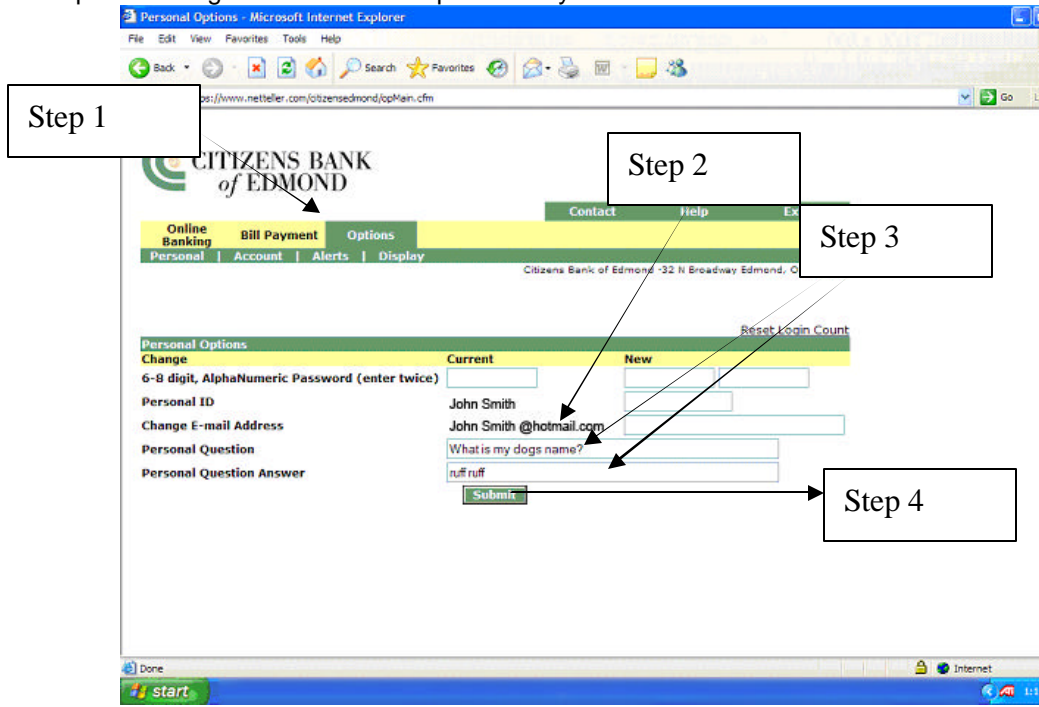 Personal Options - Microsoft Internet Explorer
File Edit View Favorites Tools Help
Back Search Favorites
.netteller.com/citizensedmond/opMain.cfm Go
Step 1
CITIZENS BANK
of EDMOND
Step 2
Contact Help
Step 3
Online Banking Bill Payment Options
Personal | Account | Alerts | Display
Citizens Bank of Edmond -32 N Broadway Edmond, O
Reset Login Count
Personal Options
Change Current New
6-8 digit, AlphaNumeric Password (enter twice)
Personal ID John Smith
Change E-mail Address John Smith @hotmail.com
Personal Question What is my dogs name?
Personal Question Answer ruff ruff
Submit
Step 4
Done Internet
start